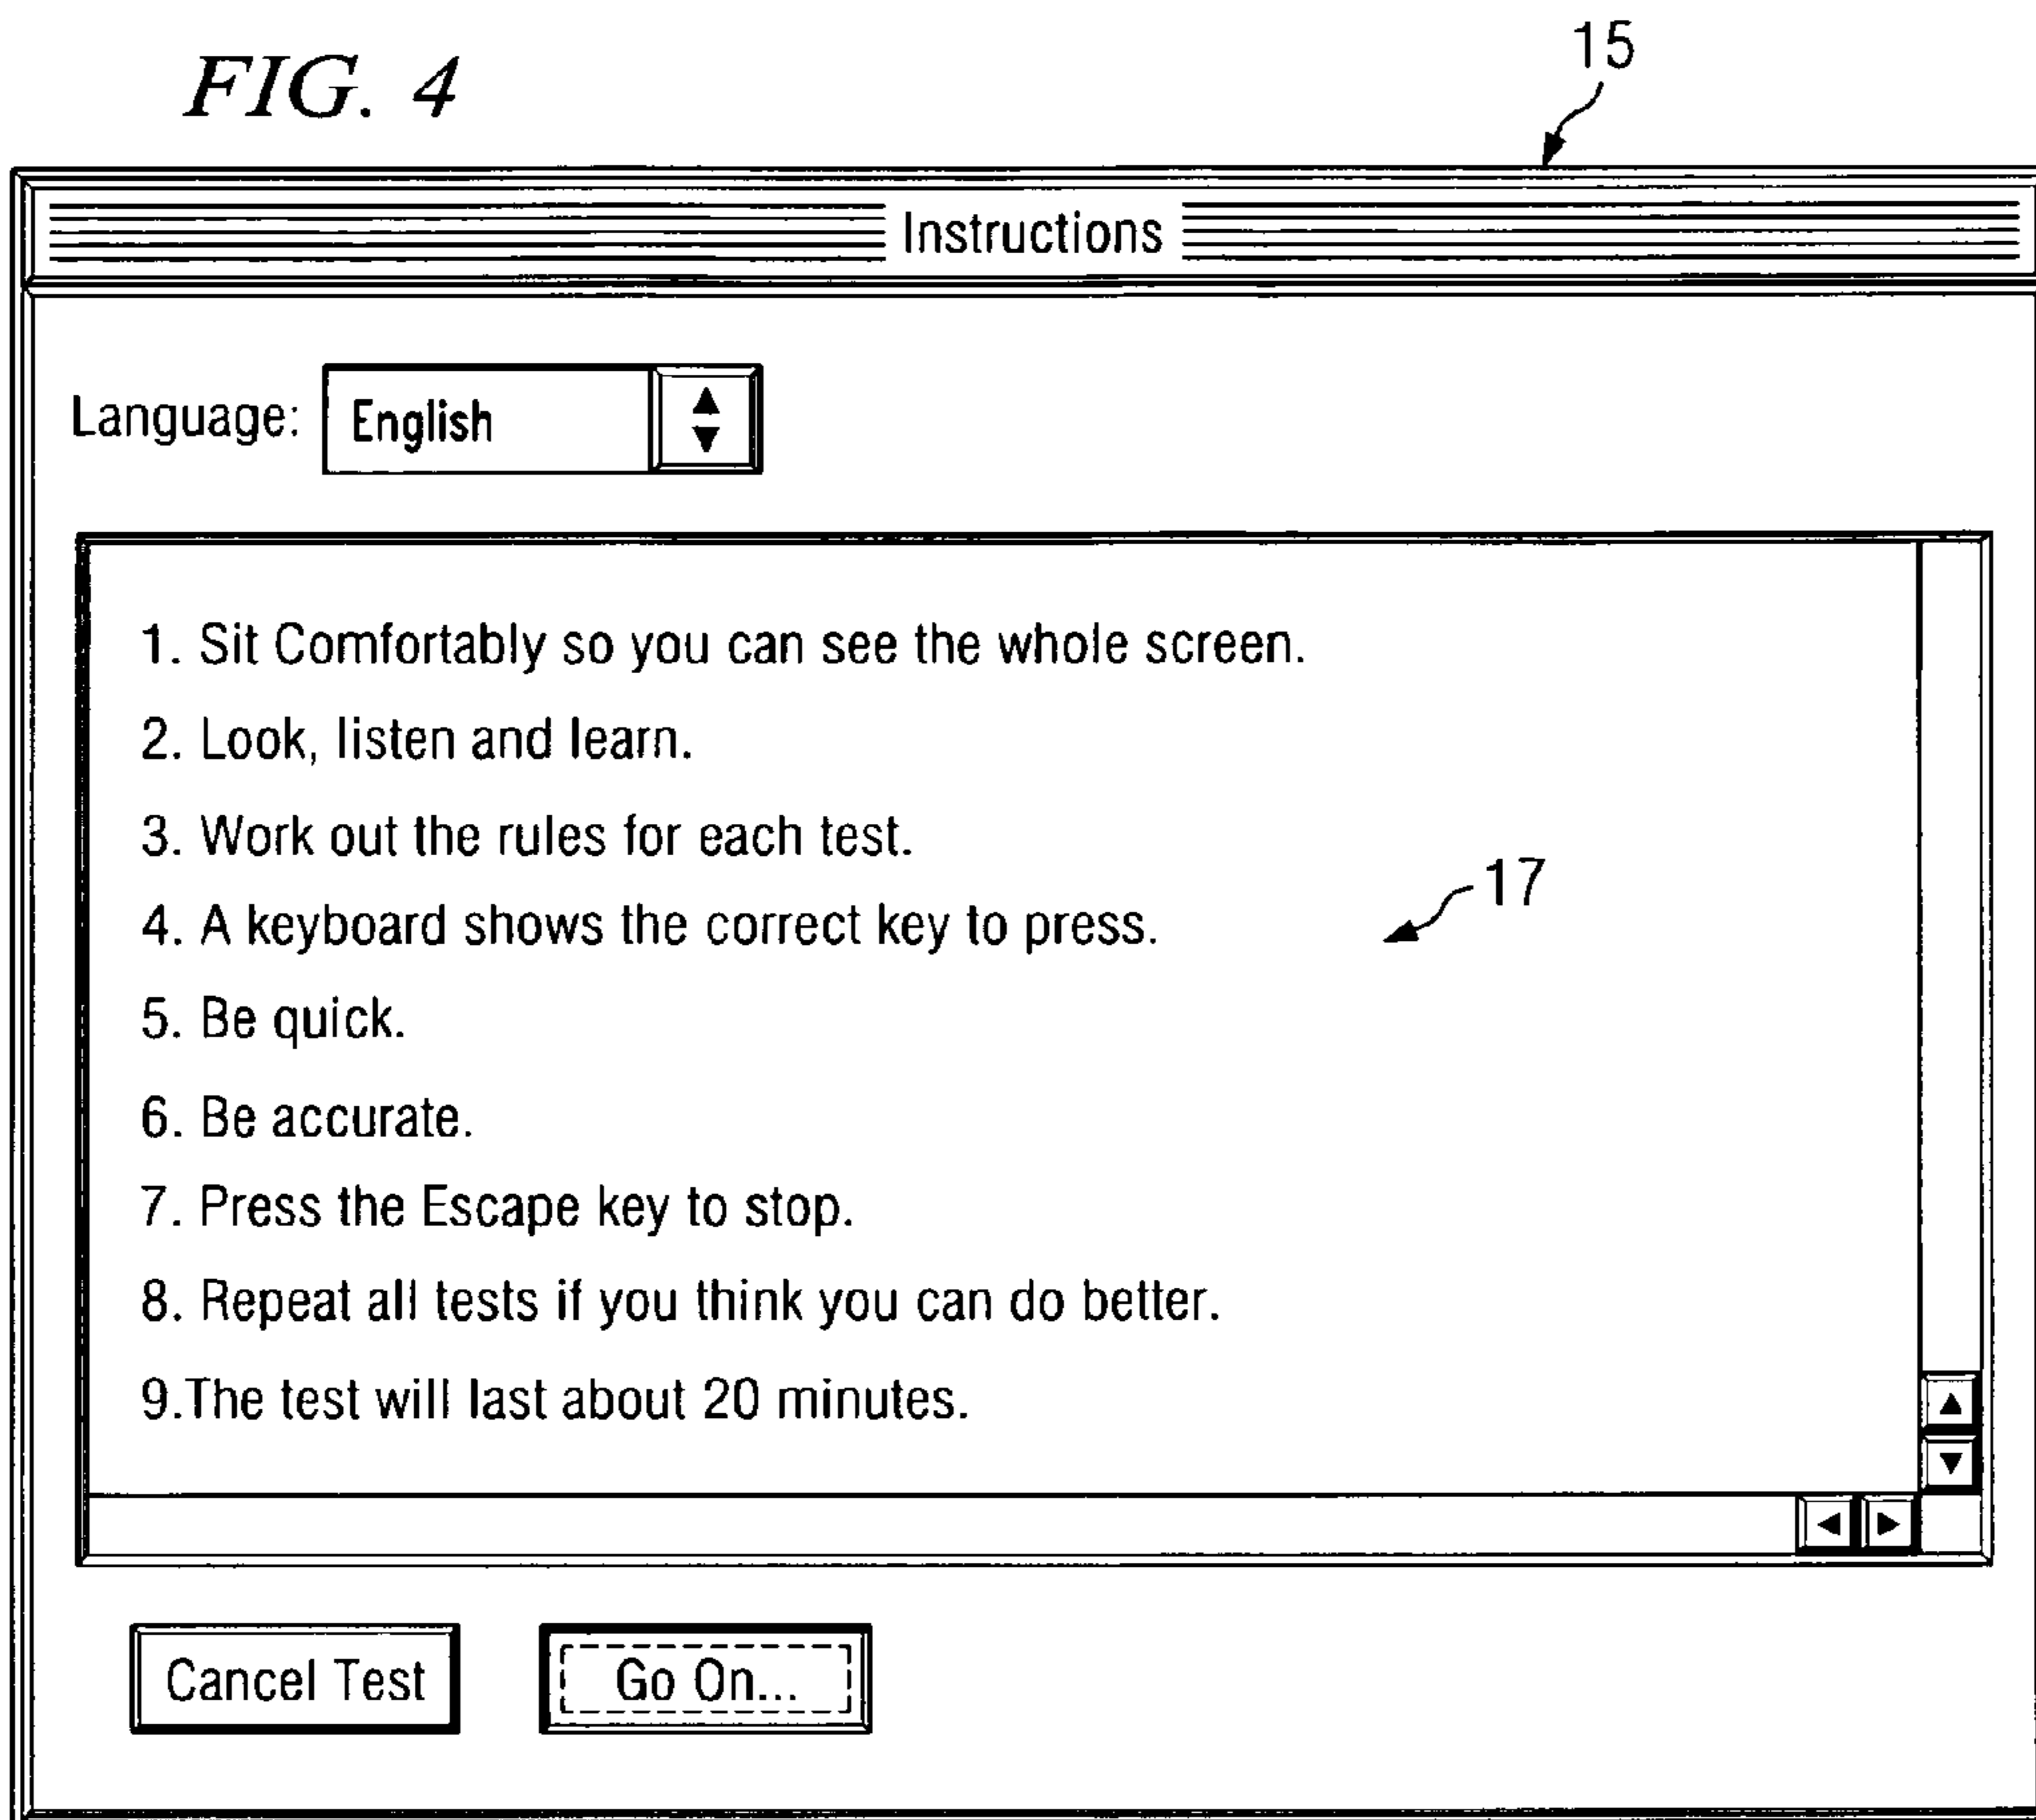 FIG. 4
15
Instructions
Language: English
1. Sit Comfortably so you can see the whole screen.
2. Look, listen and learn.
3. Work out the rules for each test.
4. A keyboard shows the correct key to press.
17
5. Be quick.
6. Be accurate.
7. Press the Escape key to stop.
8. Repeat all tests if you think you can do better.
9.The test will last about 20 minutes.
Cancel Test Go On...